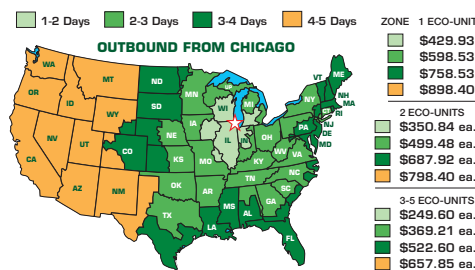 1-2 Days 2-3 Days 3-4 Days 4-5 Days
OUTBOUND FROM CHICAGO
ZONE 1 ECO-UNIT
$429.93
$598.53
$758.53
$898.40
2 ECO-UNITS
$350.84 ea.
$499.48 ea.
$687.92 ea.
$798.40 ea.
3-5 ECO-UNITS
$249.60 ea.
$369.21 ea.
$522.60 ea.
$657.85 ea.
WA
MT
ND
MN
OR
ID
WY
SD
WI
UP
MI
NY
VT
ME
NH
MA
RI
CT
NJ
DE
MD
PA
NV
UT
CO
NE
IA
IL
IN
OH
WV
VA
CA
AZ
NM
KS
MO
KY
TN
NC
SC
OK
AR
TX
LA
MS
AL
GA
FL